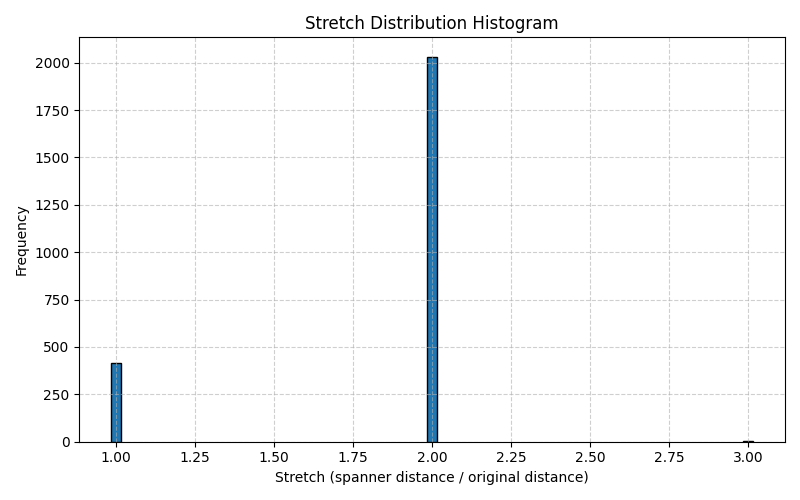 Stretch Distribution Histogram
Frequency
2000
1750
1500
1250
1000
750
500
250
0
1.00 1.25 1.50 1.75 2.00 2.25 2.50 2.75 3.00
Stretch (spanner distance / original distance)